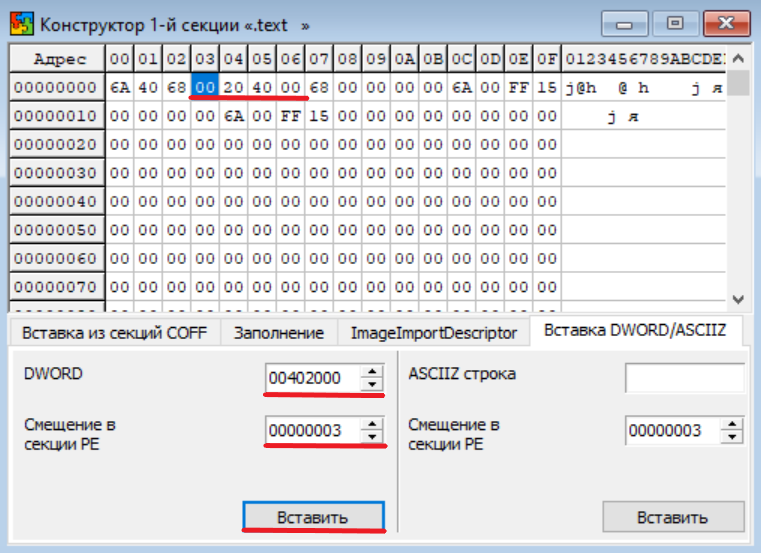 Конструктор 1-й секции «.text   »
Адрес 00 01 02 03 04 05 06 07 08 09 0A 0B 0C 0D 0E 0F 0123456789ABCDE
00000000 6A 40 68 00 20 40 00 68 00 00 00 00 6A 00 FF 15 j@h @ h j я
00000010 00 00 00 00 6A 00 FF 15 00 00 00 00 00 00 00 00 j я
00000020 00 00 00 00 00 00 00 00 00 00 00 00 00 00 00 00
00000030 00 00 00 00 00 00 00 00 00 00 00 00 00 00 00 00
00000040 00 00 00 00 00 00 00 00 00 00 00 00 00 00 00 00
00000050 00 00 00 00 00 00 00 00 00 00 00 00 00 00 00 00
00000060 00 00 00 00 00 00 00 00 00 00 00 00 00 00 00 00
00000070 00 00 00 00 00 00 00 00 00 00 00 00 00 00 00 00
Вставка из секций COFF Заполнение ImageImportDescriptor Вставка DWORD/ASCIIZ
DWORD 00402000
Смещение в
секции PE 00000003
Вставить
ASCIIZ строка
Смещение в
секции PE 00000003
Вставить